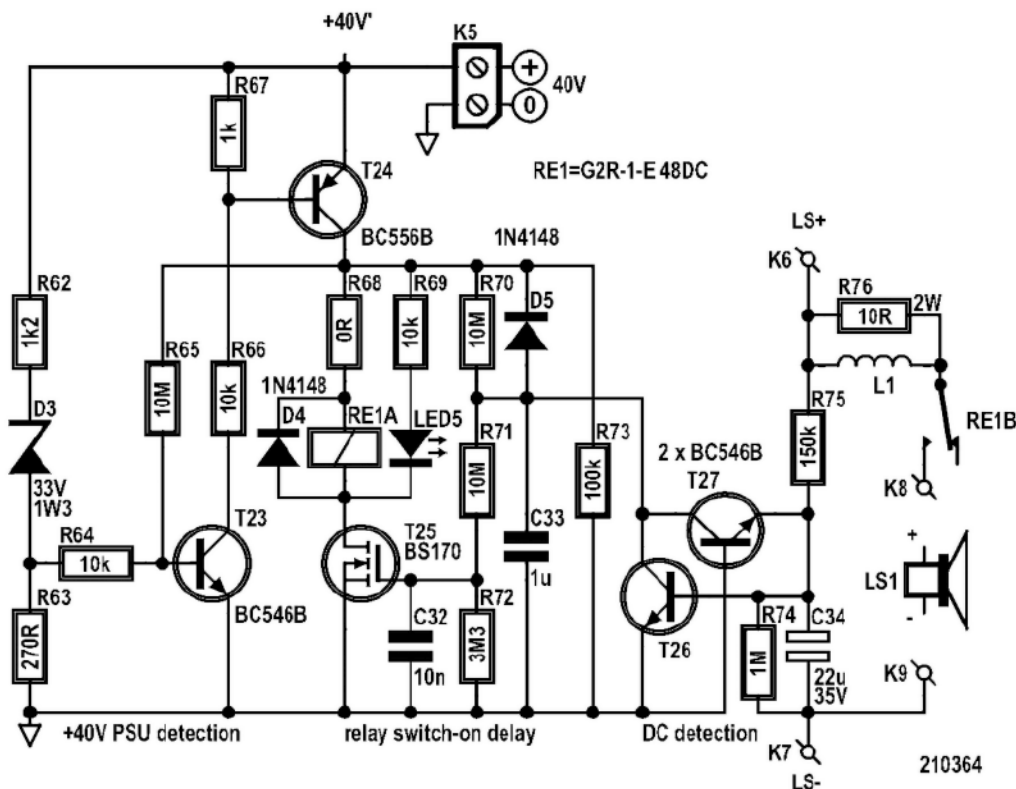 +40V'
K5
+
0
40V
R67
1k
T24
BC556B
RE1=G2R-1-E 48DC
1N4148
LS+
K6
R76
2W
10R
L1
R62
1k2
R65
10M
R66
10k
R68
0R
R69
10k
R70
10M
D5
D3
33V
1W3
1N4148
D4
RE1A
LED5
R71
10M
R73
100k
2 x BC546B
T27
R75
150k
RE1B
K8
R64
10k
T23
BC546B
T25
BS170
C33
1u
R63
270R
C32
10n
R72
3M3
T26
R74
1M
C34
22u
35V
+
LS1
-
K9
+40V PSU detection
relay switch-on delay
DC detection
K7
LS-
210364